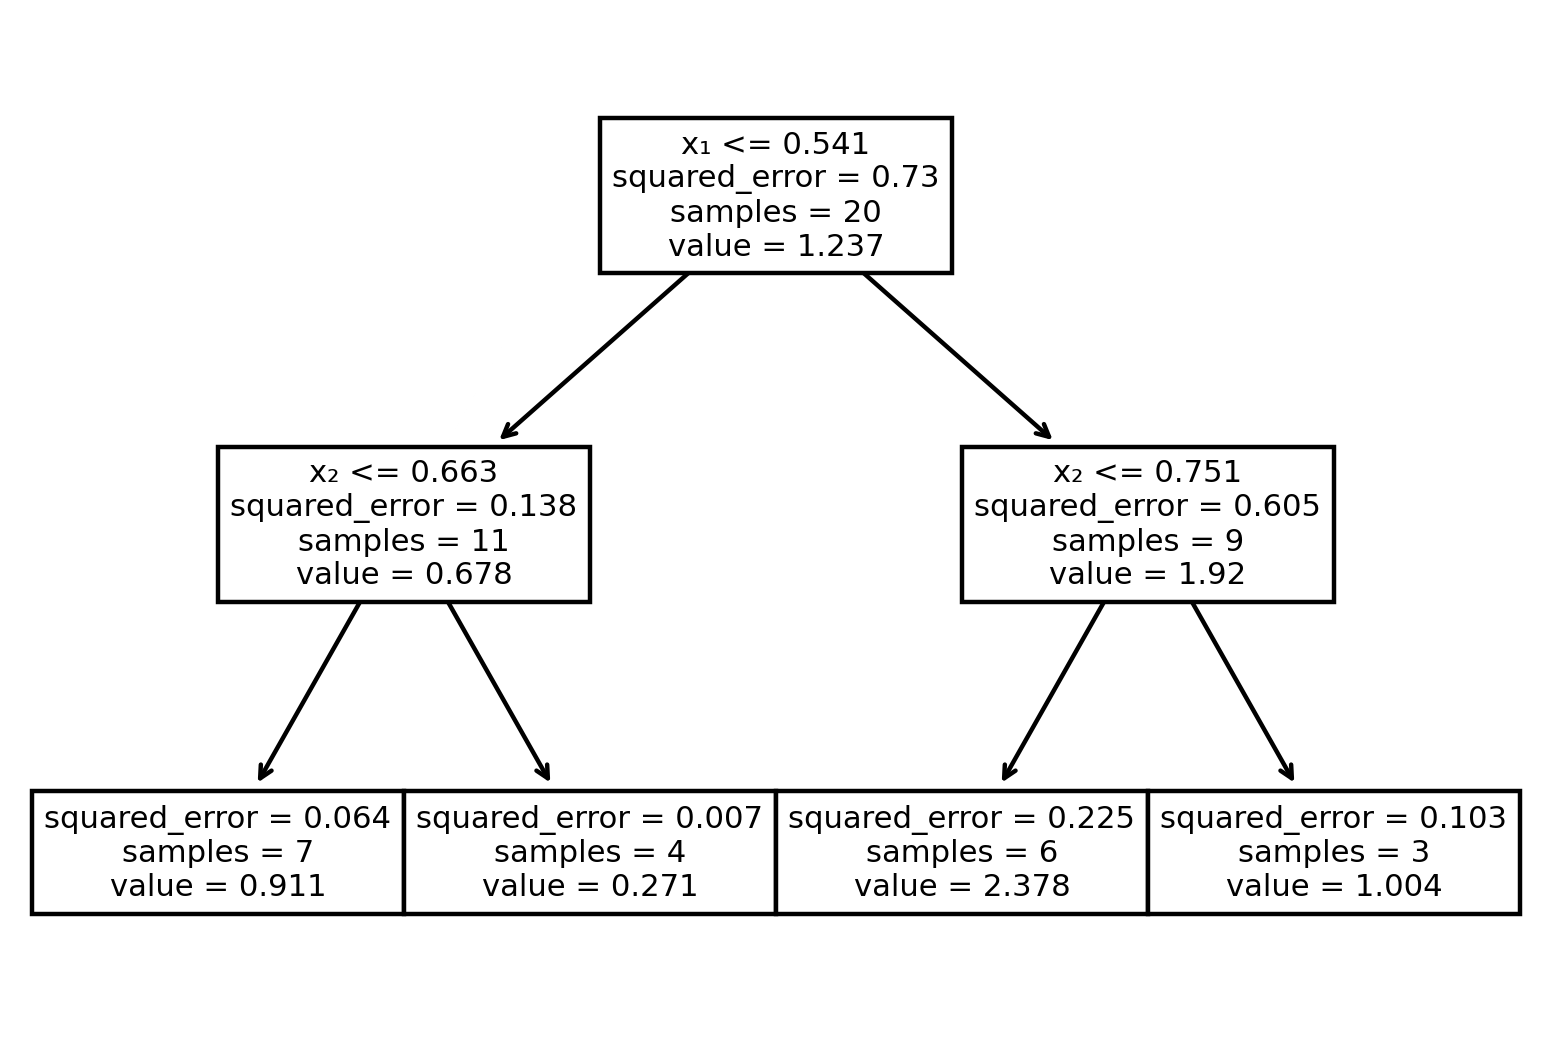 x₁ <= 0.541
squared_error = 0.73
samples = 20
value = 1.237
x₂ <= 0.663
squared_error = 0.138
samples = 11
value = 0.678
x₂ <= 0.751
squared_error = 0.605
samples = 9
value = 1.92
squared_error = 0.064
samples = 7
value = 0.911
squared_error = 0.007
samples = 4
value = 0.271
squared_error = 0.225
samples = 6
value = 2.378
squared_error = 0.103
samples = 3
value = 1.004